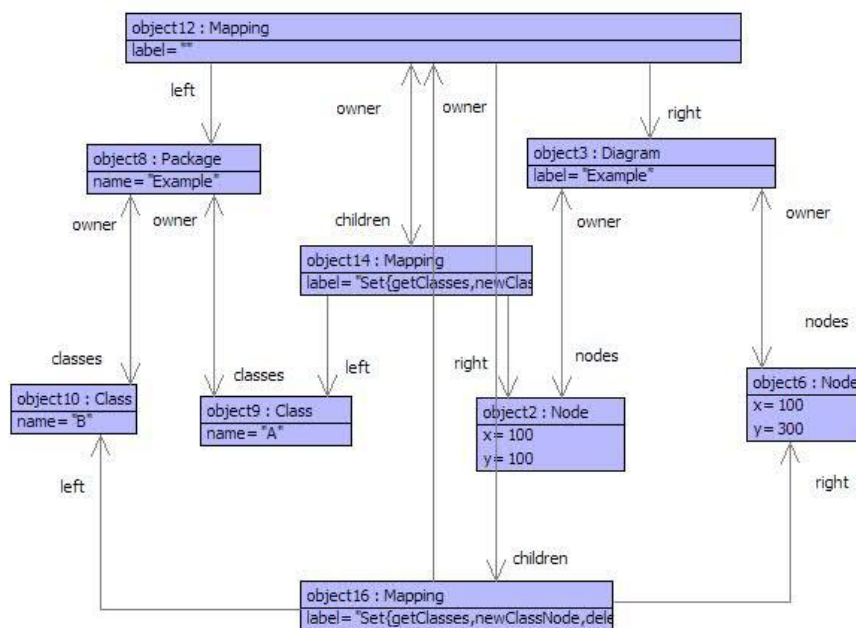 object12 : Mapping
label=""
left
owner
owner
right
object8 : Package
name="Example"
object3 : Diagram
label="Example"
owner
owner
owner
owner
children
object14 : Mapping
label="Set{getClasses,newClas
classes
classes
left
right
nodes
nodes
object10 : Class
name="B"
object9 : Class
name="A"
object2 : Node
x=100
y=100
object6 : Node
x=100
y=300
left
right
children
object16 : Mapping
label="Set{getClasses,newClassNode,dele